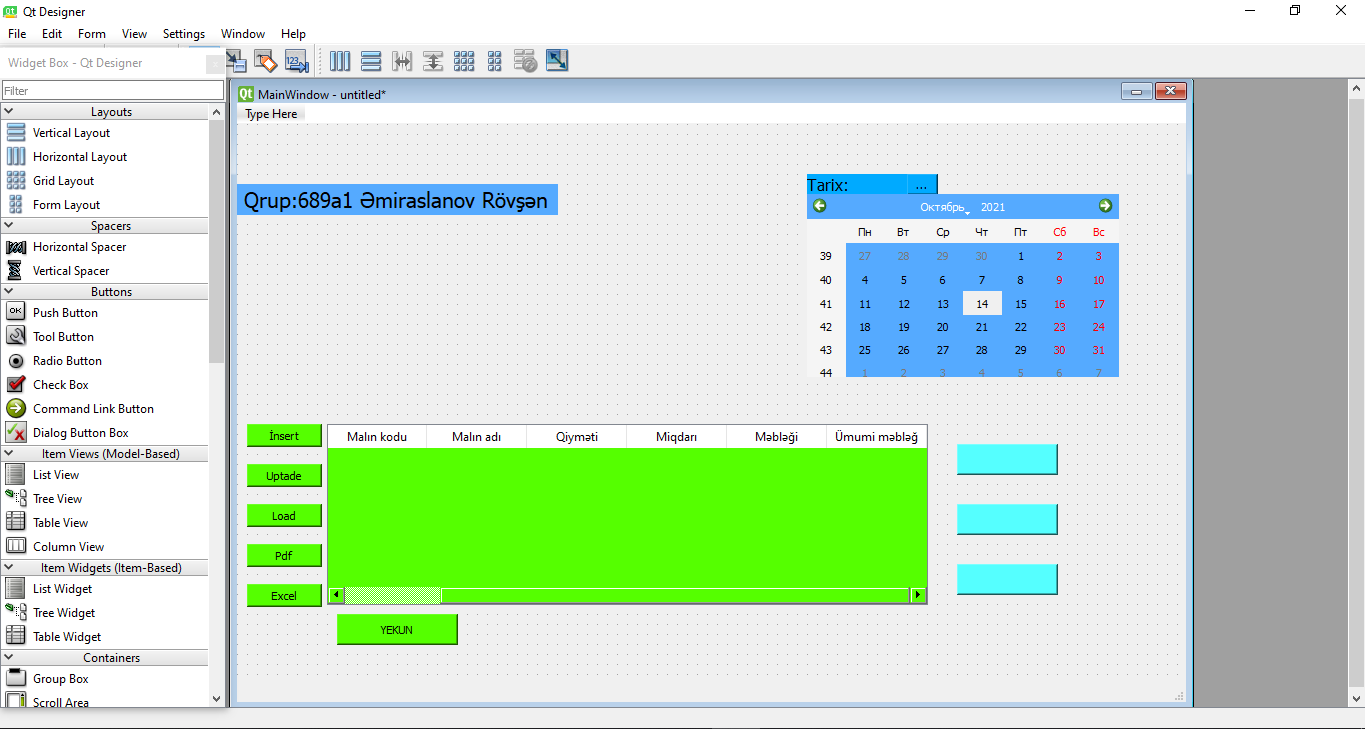 Qt Designer
File Edit Form View Settings Window Help
Widget Box - Qt Designer
Filter
Layouts
Vertical Layout
Horizontal Layout
Grid Layout
Form Layout
Spacers
Horizontal Spacer
Vertical Spacer
Buttons
OK Push Button
Tool Button
Radio Button
Check Box
Command Link Button
Dialog Button Box
Item Views (Model-Based)
List View
Tree View
Table View
Column View
Item Widgets (Item-Based)
List Widget
Tree Widget
Table Widget
Containers
Group Box
Scroll Area
123
Qt MainWindow - untitled*
Type Here
Qrup:689a1 Əmiraslanov Rövşən
Tarix: ...
Октябрь 2021
Пн Вт Ср Чт Пт Сб Вс
39 27 28 29 30 1 2 3
40 4 5 6 7 8 9 10
41 11 12 13 14 15 16 17
42 18 19 20 21 22 23 24
43 25 26 27 28 29 30 31
44 1 2 3 4 5 6 7
İnsert
Uptade
Load
Pdf
Excel
Malın kodu Malın adı Qiyməti Miqdarı Məbləği Ümumi məbləğ
YEKUN